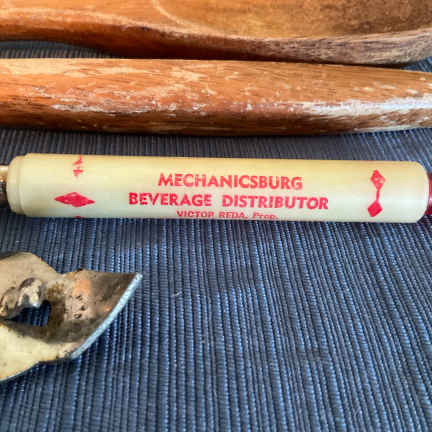 MECHANICSBURG
BEVERAGE DISTRIBUTOR
VICTOR REDA, Prop.